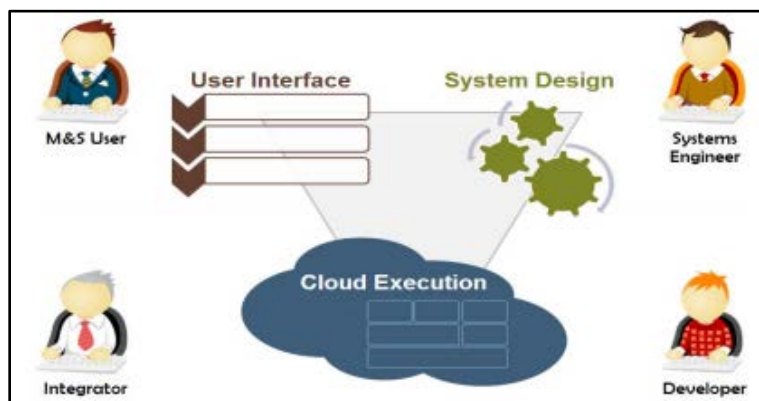 User Interface
System Design
M&S User
Systems
Engineer
Cloud Execution
Integrator
Developer